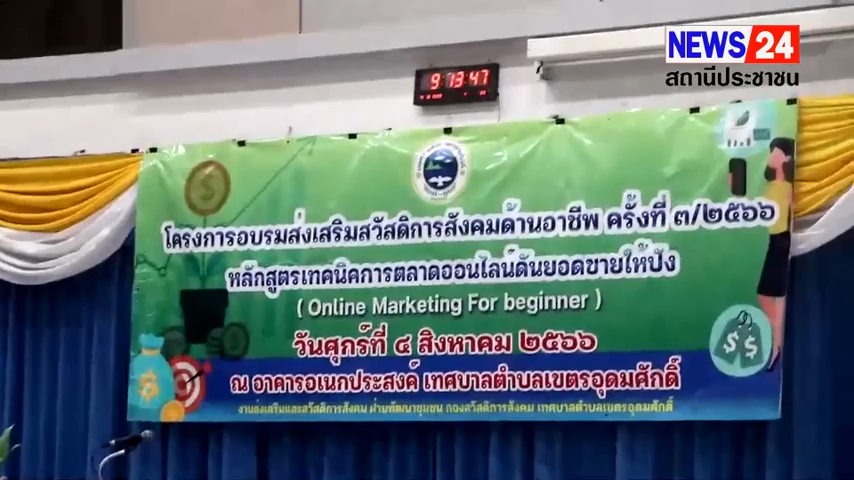 NEWS 24
สถานีประชาชน
9:13:47
โครงการอบรมส่งเสริมสวัสดิการสังคมด้านอาชีพ ครั้งที่ ๓/๒๕๖๖
หลักสูตรเทคนิคการตลาดออนไลน์ดันยอดขายให้ปัง
( Online Marketing For beginner )
วันศุกร์ที่ ๔ สิงหาคม ๒๕๖๖
ณ อาคารอเนกประสงค์ เทศบาลตำบลเขตรอุดมศักดิ์
งานส่งเสริมและสวัสดิการสังคม ฝ่ายพัฒนาชุมชน กองสวัสดิการสังคม เทศบาลตำบลเขตรอุดมศักดิ์